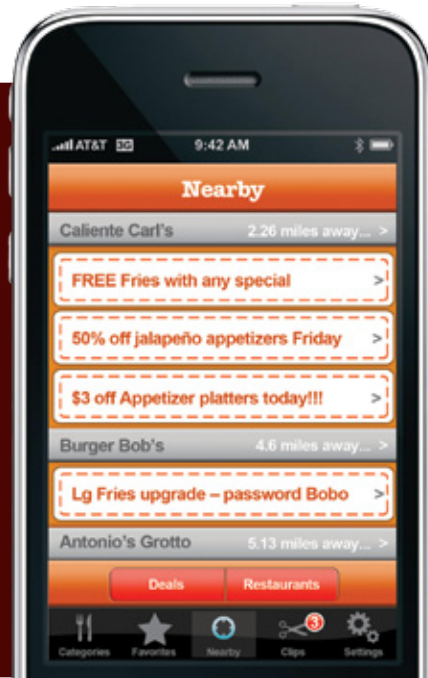 AT&T 3G 9:42 AM
Nearby
Caliente Carl's 2.26 miles away... >
FREE Fries with any special >
50% off jalapeño appetizers Friday >
$3 off Appetizer platters today!!! >
Burger Bob's 4.6 miles away... >
Lg Fries upgrade – password Bobo >
Antonio's Grotto 5.13 miles away... >
Deals Restaurants
3
Categories Favorites Nearby Clips Settings